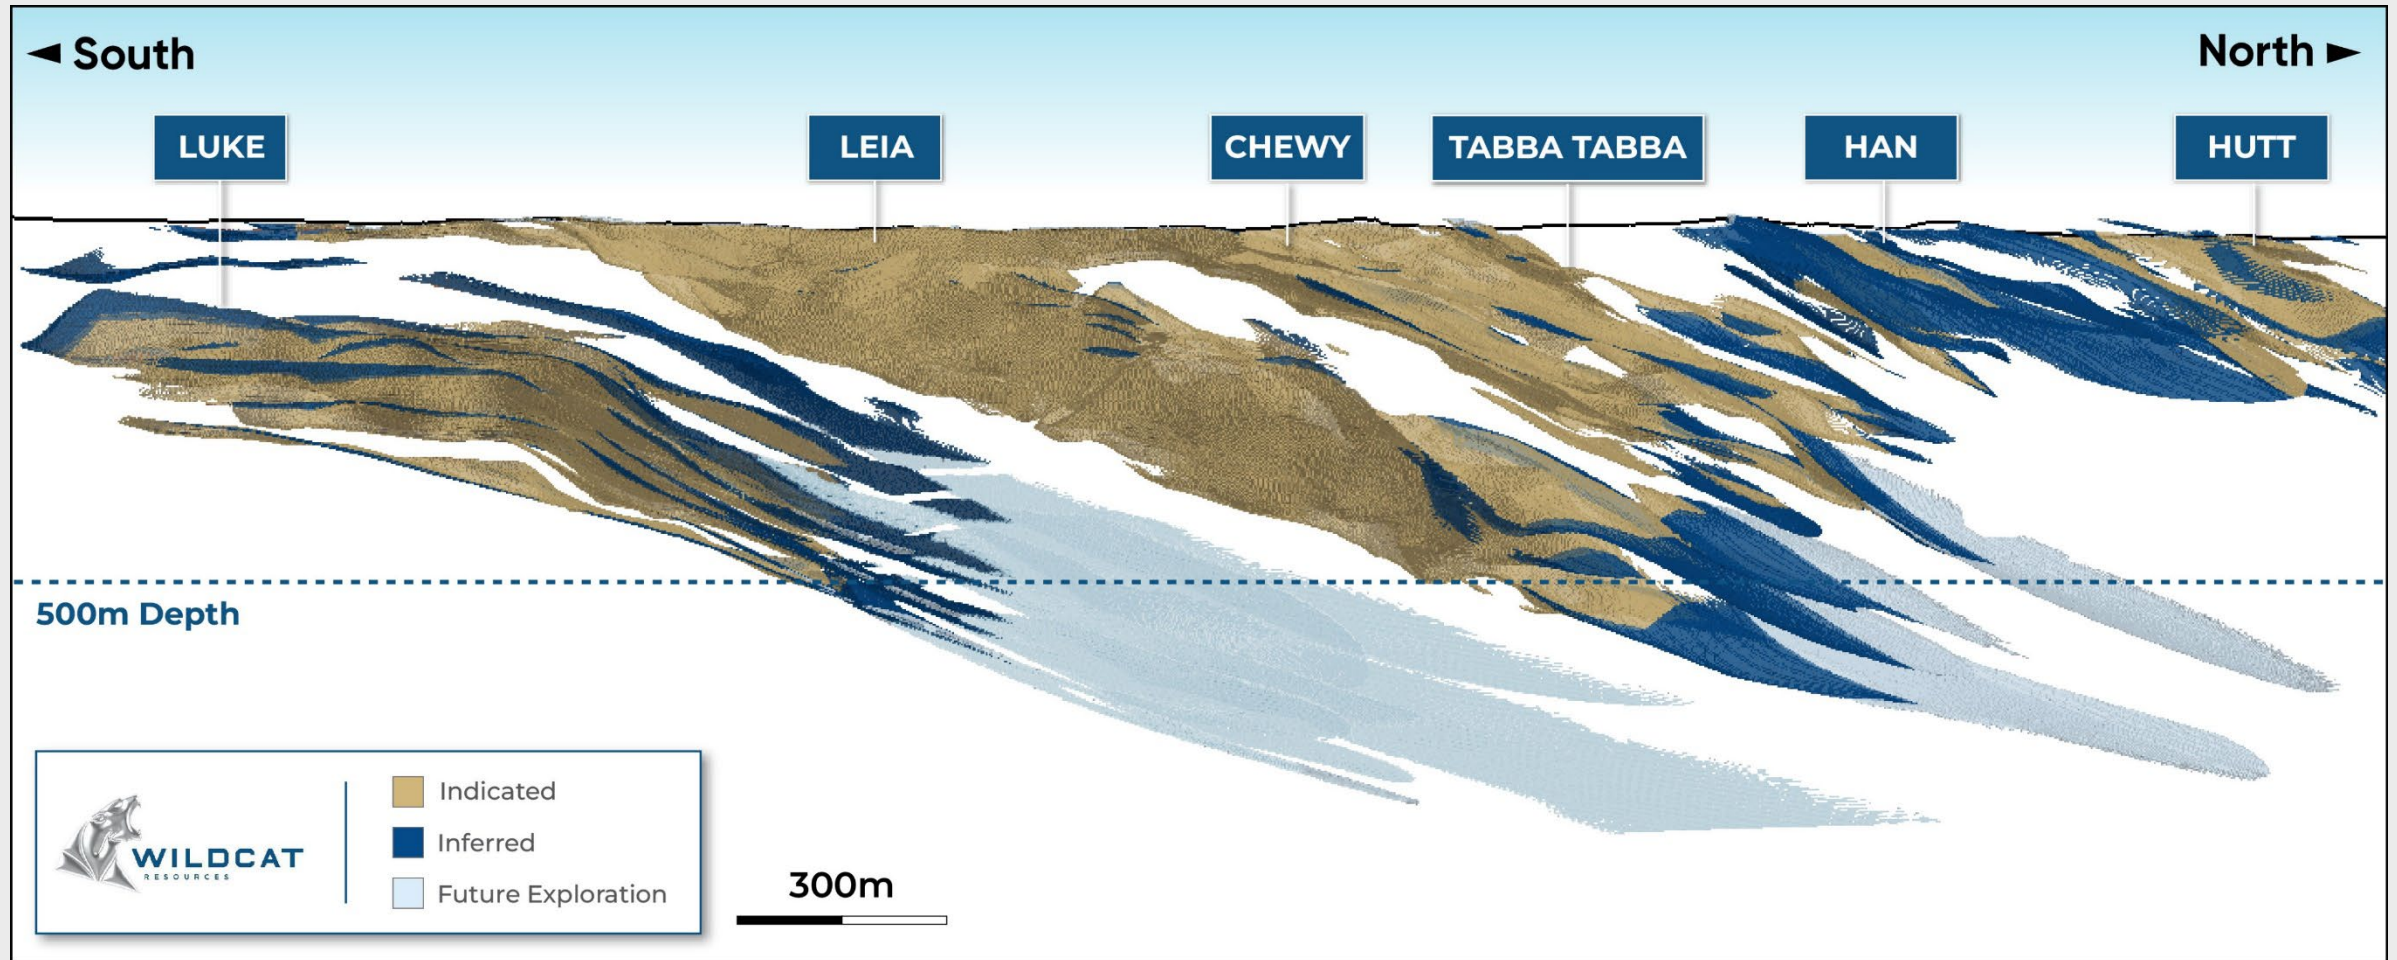 ◄ South
North ►
LUKE
LEIA
CHEWY
TABBA TABBA
HAN
HUTT
500m Depth
WILDCAT
RESOURCES
Indicated
Inferred
Future Exploration
300m